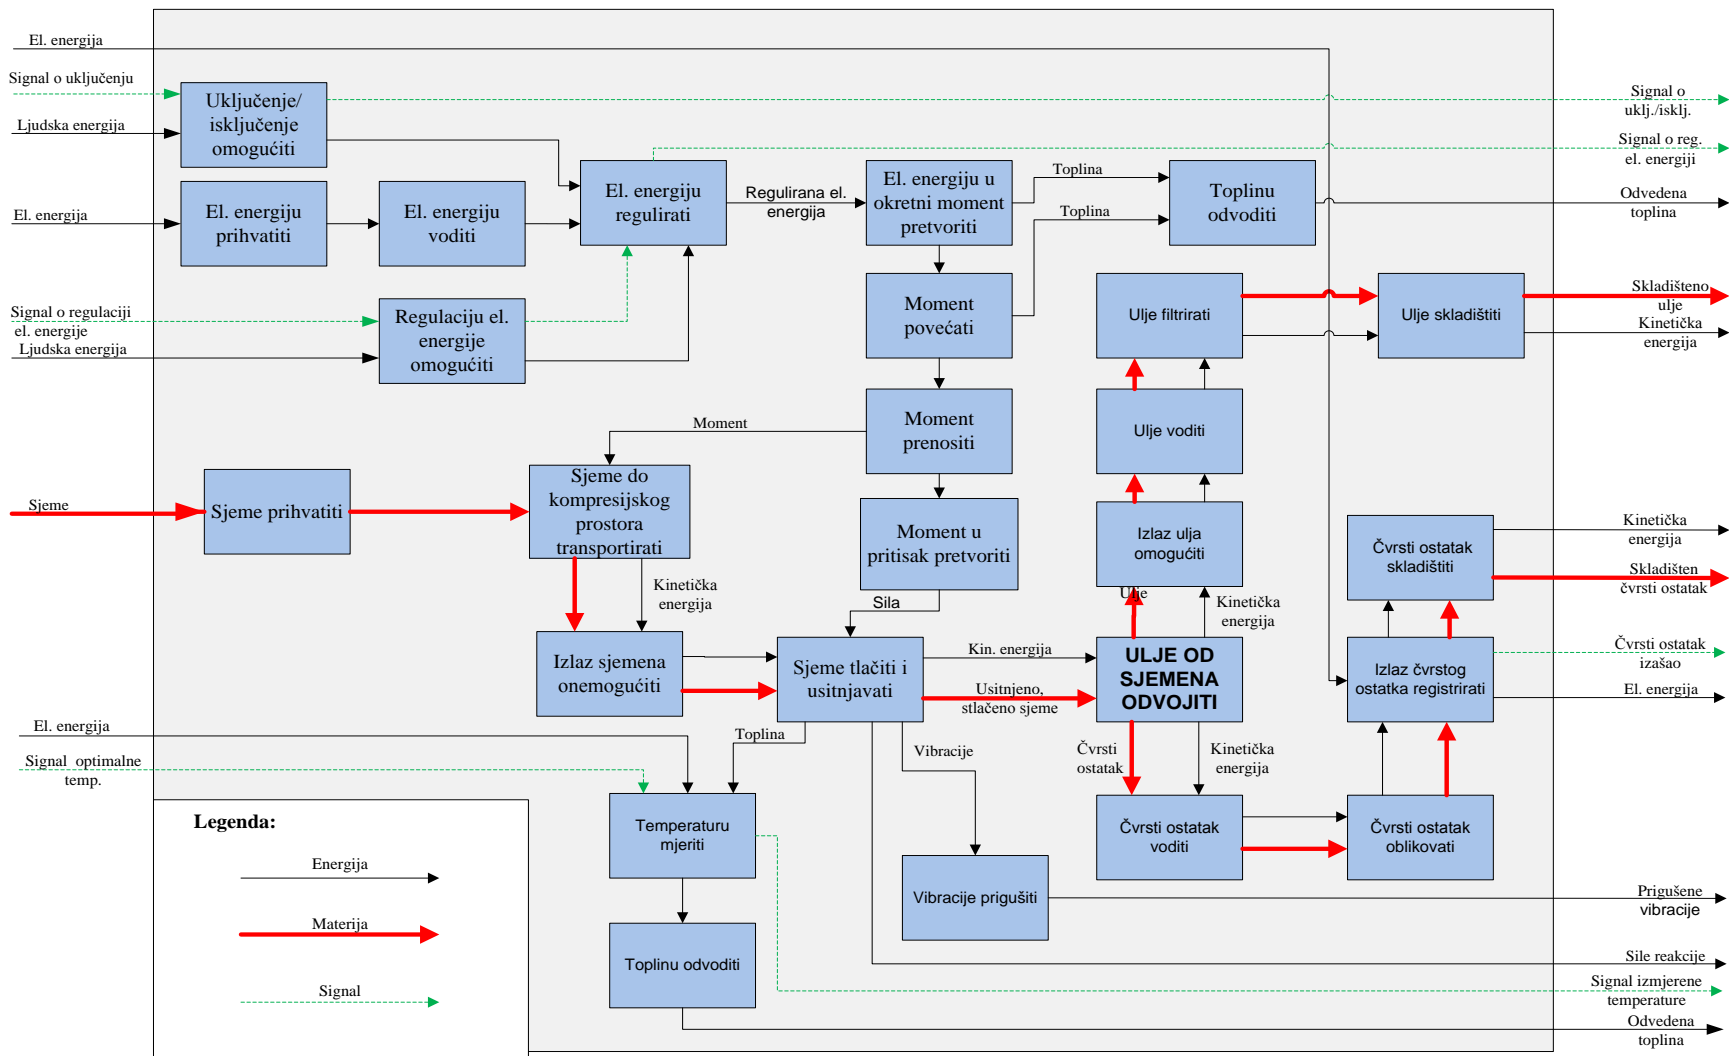 El. energija
Signal o uključenju
Ljudska energija
Uključenje/
isključenje
omogućiti
Signal o
uklj./isklj.
Signal o reg.
el. energiji
El. energija
El. energiju
prihvatiti
El. energiju
voditi
El. energiju
regulirati
Regulirana el.
energija
El. energiju u
okretni moment
pretvoriti
Toplina
Toplina
Toplinu
odvoditi
Odvedena
toplina
Signal o regulaciji
el. energije
Ljudska energija
Regulaciju el.
energije
omogućiti
Moment
povećati
Ulje filtrirati
Ulje skladištiti
Skladišteno
ulje
Kinetička
energija
Moment
Moment
prenositi
Ulje voditi
Sjeme
Sjeme prihvatiti
Sjeme do
kompresijskog
prostora
transportirati
Moment u
pritisak pretvoriti
Izlaz ulja
omogućiti
Čvrsti ostatak
skladištiti
Kinetička
energija
Skladišten
čvrsti ostatak
Kinetička
energija
Sila
Ulje
Kinetička
energija
Izlaz sjemena
onemogućiti
Sjeme tlačiti i
usitnjavati
Kin. energija
Usitnjeno,
stlačeno sjeme
ULJE OD
SJEMENA
ODVOJITI
Izlaz čvrstog
ostatka registrirati
Čvrsti ostatak
izašao
El. energija
El. energija
Signal optimalne
temp.
Toplina
Vibracije
Čvrsti
ostatak
Kinetička
energija
Temperaturu
mjeriti
Čvrsti ostatak
voditi
Čvrsti ostatak
oblikovati
Vibracije prigušiti
Prigušene
vibracije
Toplinu odvoditi
Sile reakcije
Signal izmjerene
temperature
Odvedena
toplina
Legenda:
Energija
Materija
Signal